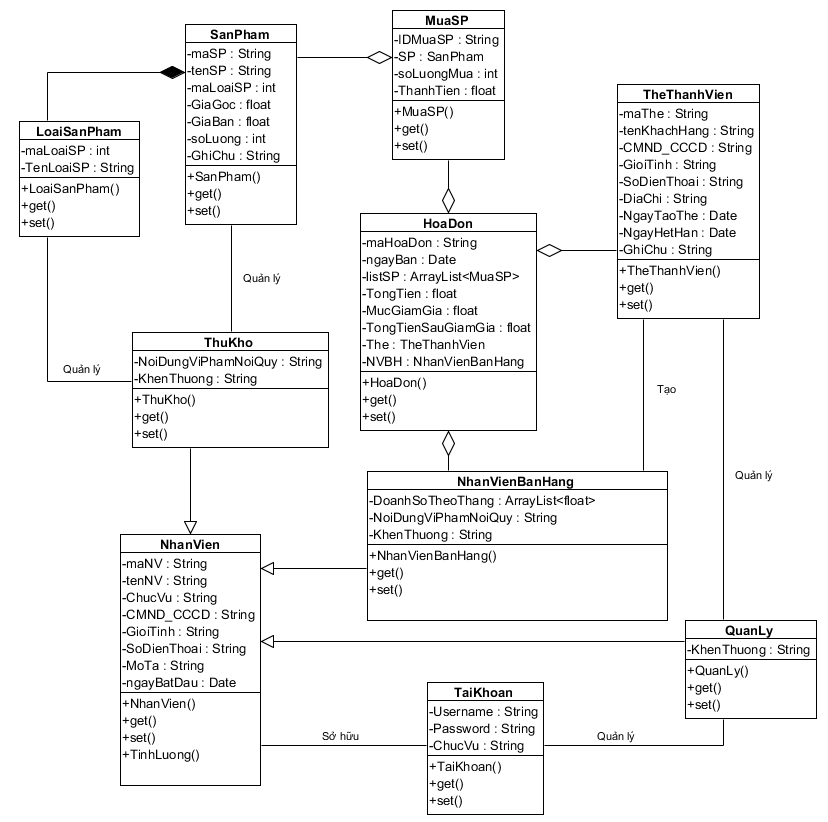 MuaSP
-IDMuaSP : String
-SP : SanPham
-soLuongMua : int
-ThanhTien : float
+MuaSP()
+get()
+set()
SanPham
-maSP : String
-tenSP : String
-maLoaiSP : int
-GiaGoc : float
-GiaBan : float
-soLuong : int
-GhiChu : String
+SanPham()
+get()
+set()
LoaiSanPham
-maLoaiSP : int
-TenLoaiSP : String
+LoaiSanPham()
+get()
+set()
TheThanhVien
-maThe : String
-tenKhachHang : String
-CMND_CCCD : String
-GioiTinh : String
-SoDienThoai : String
-DiaChi : String
-NgayTaoThe : Date
-NgayHetHan : Date
-GhiChu : String
+TheThanhVien()
+get()
+set()
HoaDon
-maHoaDon : String
-ngayBan : Date
-listSP : ArrayList<MuaSP>
-TongTien : float
-MucGiamGia : float
-TongTienSauGiamGia : float
-The : TheThanhVien
-NVBH : NhanVienBanHang
+HoaDon()
+get()
+set()
Quản lý
ThuKho
-NoiDungViPhamNoiQuy : String
-KhenThuong : String
+ThuKho()
+get()
+set()
Quản lý
Tạo
Quản lý
NhanVienBanHang
-DoanhSoTheoThang : ArrayList<float>
-NoiDungViPhamNoiQuy : String
-KhenThuong : String
+NhanVienBanHang()
+get()
+set()
NhanVien
-maNV : String
-tenNV : String
-ChucVu : String
-CMND_CCCD : String
-GioiTinh : String
-SoDienThoai : String
-MoTa : String
-ngayBatDau : Date
+NhanVien()
+get()
+set()
+TinhLuong()
QuanLy
-KhenThuong : String
+QuanLy()
+get()
+set()
TaiKhoan
-Username : String
-Password : String
-ChucVu : String
+TaiKhoan()
+get()
+set()
Sở hữu
Quản lý